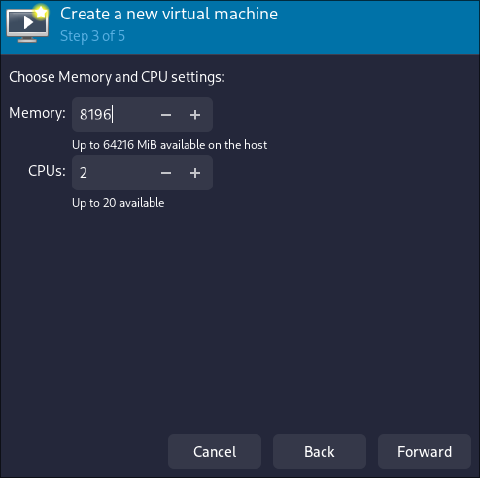 Create a new virtual machine
Step 3 of 5
Choose Memory and CPU settings:
Memory: 8196 − +
Up to 64216 MiB available on the host
CPUs: 2 − +
Up to 20 available
Cancel Back Forward